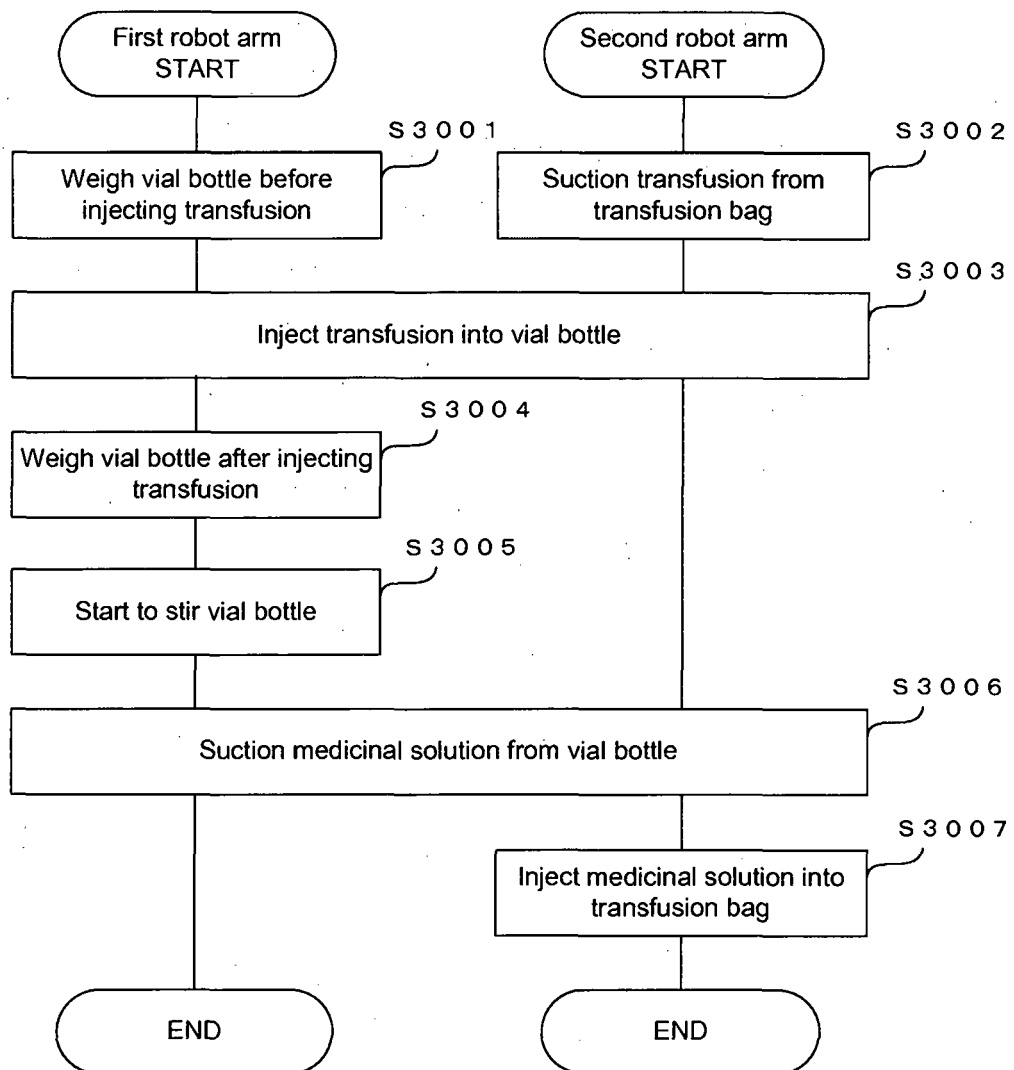 First robot arm
START
Second robot arm
START
S3001
Weigh vial bottle before
injecting transfusion
S3002
Suction transfusion from
transfusion bag
S3003
Inject transfusion into vial bottle
S3004
Weigh vial bottle after injecting
transfusion
S3005
Start to stir vial bottle
S3006
Suction medicinal solution from vial bottle
S3007
Inject medicinal solution into
transfusion bag
END
END